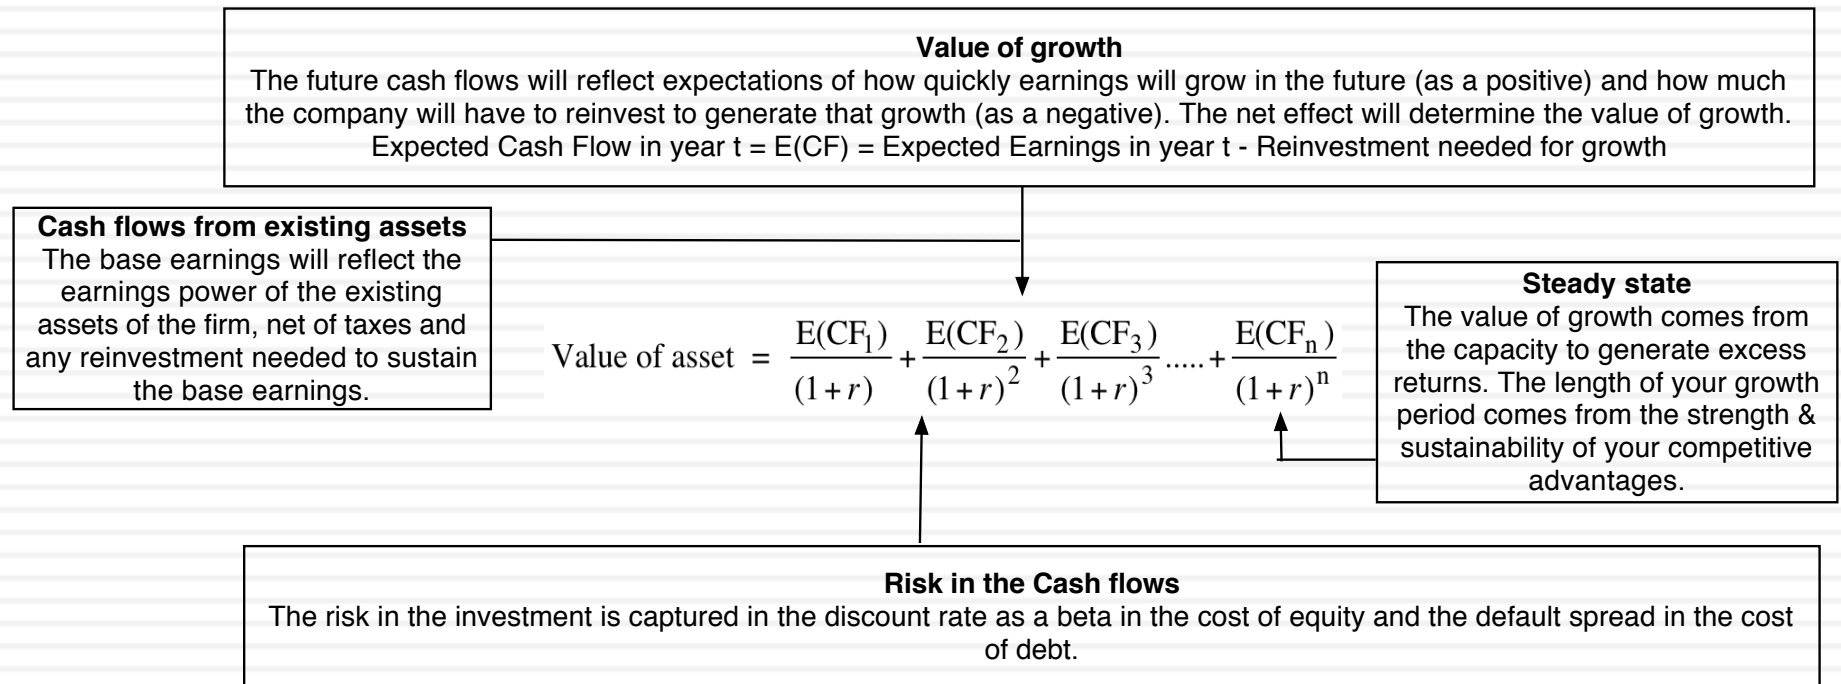 Value of growth
The future cash flows will reflect expectations of how quickly earnings will grow in the future (as a positive) and how much
the company will have to reinvest to generate that growth (as a negative). The net effect will determine the value of growth.
Expected Cash Flow in year t = E(CF) = Expected Earnings in year t - Reinvestment needed for growth
Cash flows from existing assets
The base earnings will reflect the
earnings power of the existing
assets of the firm, net of taxes and
any reinvestment needed to sustain
the base earnings.
Value of asset = E(CF₁)/(1+r) + E(CF₂)/(1+r)² + E(CF₃)/(1+r)³ ..... + E(CFₙ)/(1+r)ⁿ
Steady state
The value of growth comes from
the capacity to generate excess
returns. The length of your growth
period comes from the strength &
sustainability of your competitive
advantages.
Risk in the Cash flows
The risk in the investment is captured in the discount rate as a beta in the cost of equity and the default spread in the cost
of debt.